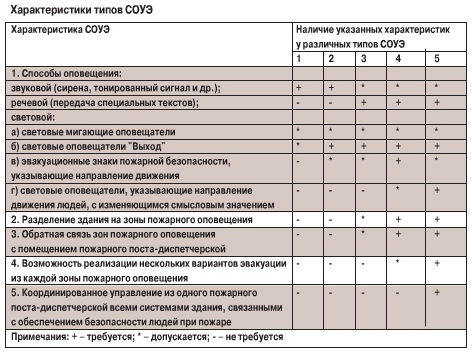 Характеристики типов СОУЭ
Характеристика СОУЭ
Наличие указанных характеристик
у различных типов СОУЭ
1 2 3 4 5
1. Способы оповещения:
звуковой (сирена, тонированный сигнал и др.); + + * * *
речевой (передача специальных текстов); - - + + +
световой:
а) световые мигающие оповещатели * * * * *
б) световые оповещатели "Выход" * + + + +
в) эвакуационные знаки пожарной безопасности, - * * + *
указывающие направление движения
г) световые оповещатели, указывающие направление - - - * +
движения людей, с изменяющимся смысловым значением
2. Разделение здания на зоны пожарного оповещения - - * + +
3. Обратная связь зон пожарного оповещения - - * + +
с помещением пожарного поста-диспетчерской
4. Возможность реализации нескольких вариантов эвакуации - - - * +
из каждой зоны пожарного оповещения
5. Координированное управление из одного пожарного - - - - +
поста-диспетчерской всеми системами здания, связанными
с обеспечением безопасности людей при пожаре
Примечания: + – требуется; * – допускается; - – не требуется